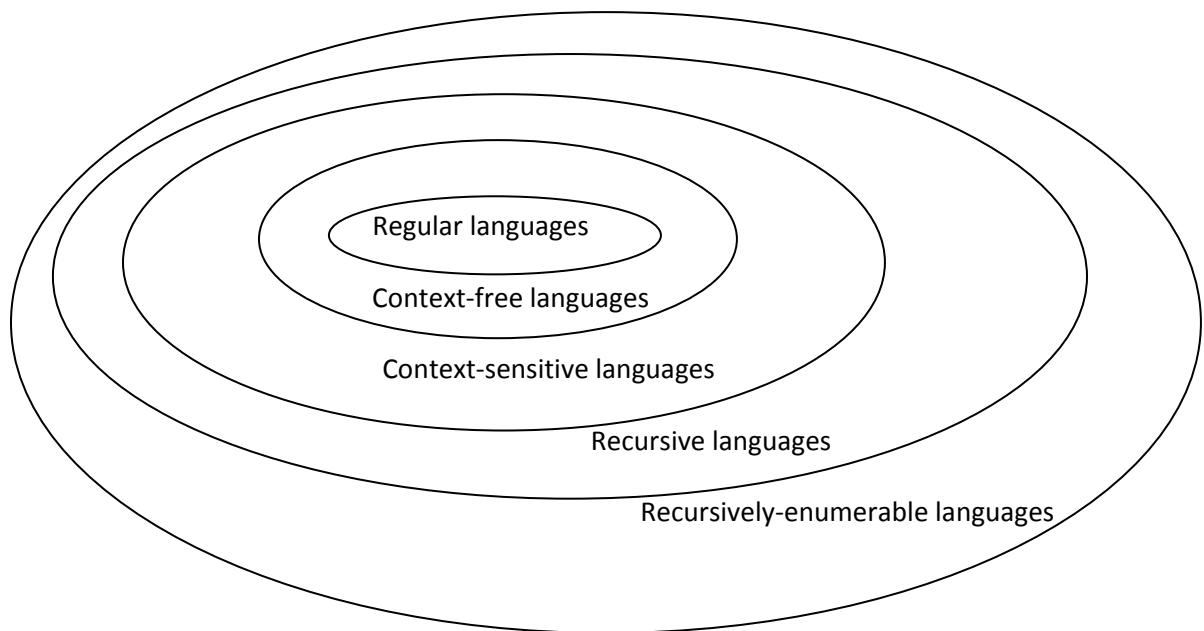 Regular languages
Context-free languages
Context-sensitive languages
Recursive languages
Recursively-enumerable languages